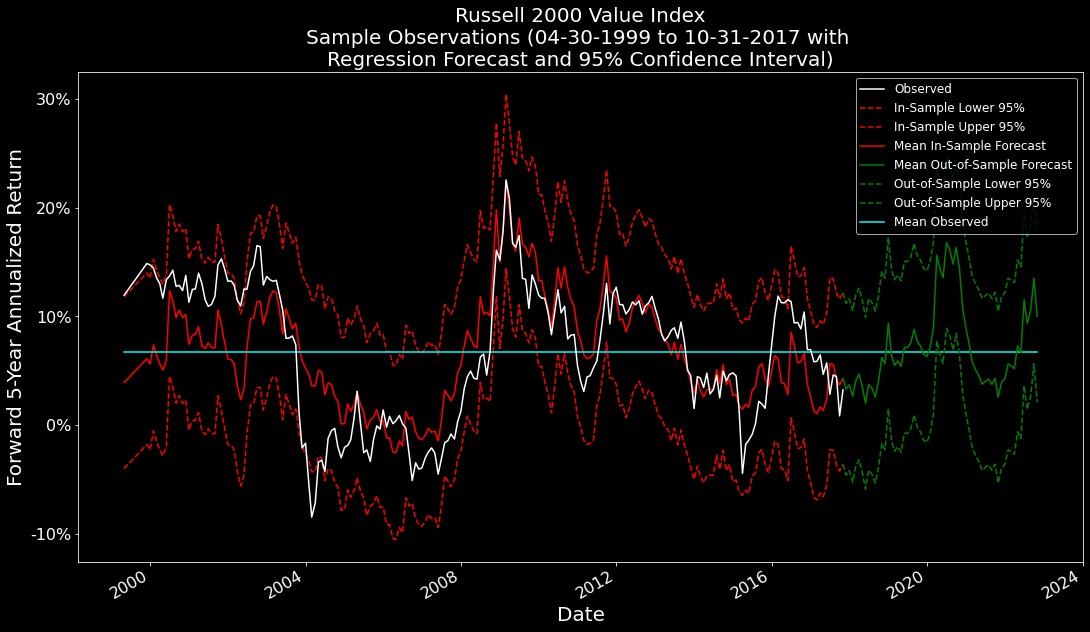 Russell 2000 Value Index
Sample Observations (04-30-1999 to 10-31-2017 with
Regression Forecast and 95% Confidence Interval)
Forward 5-Year Annualized Return
30%
20%
10%
0%
-10%
Observed
In-Sample Lower 95%
In-Sample Upper 95%
Mean In-Sample Forecast
Mean Out-of-Sample Forecast
Out-of-Sample Lower 95%
Out-of-Sample Upper 95%
Mean Observed
2000
2004
2008
2012
2016
2020
2024
Date